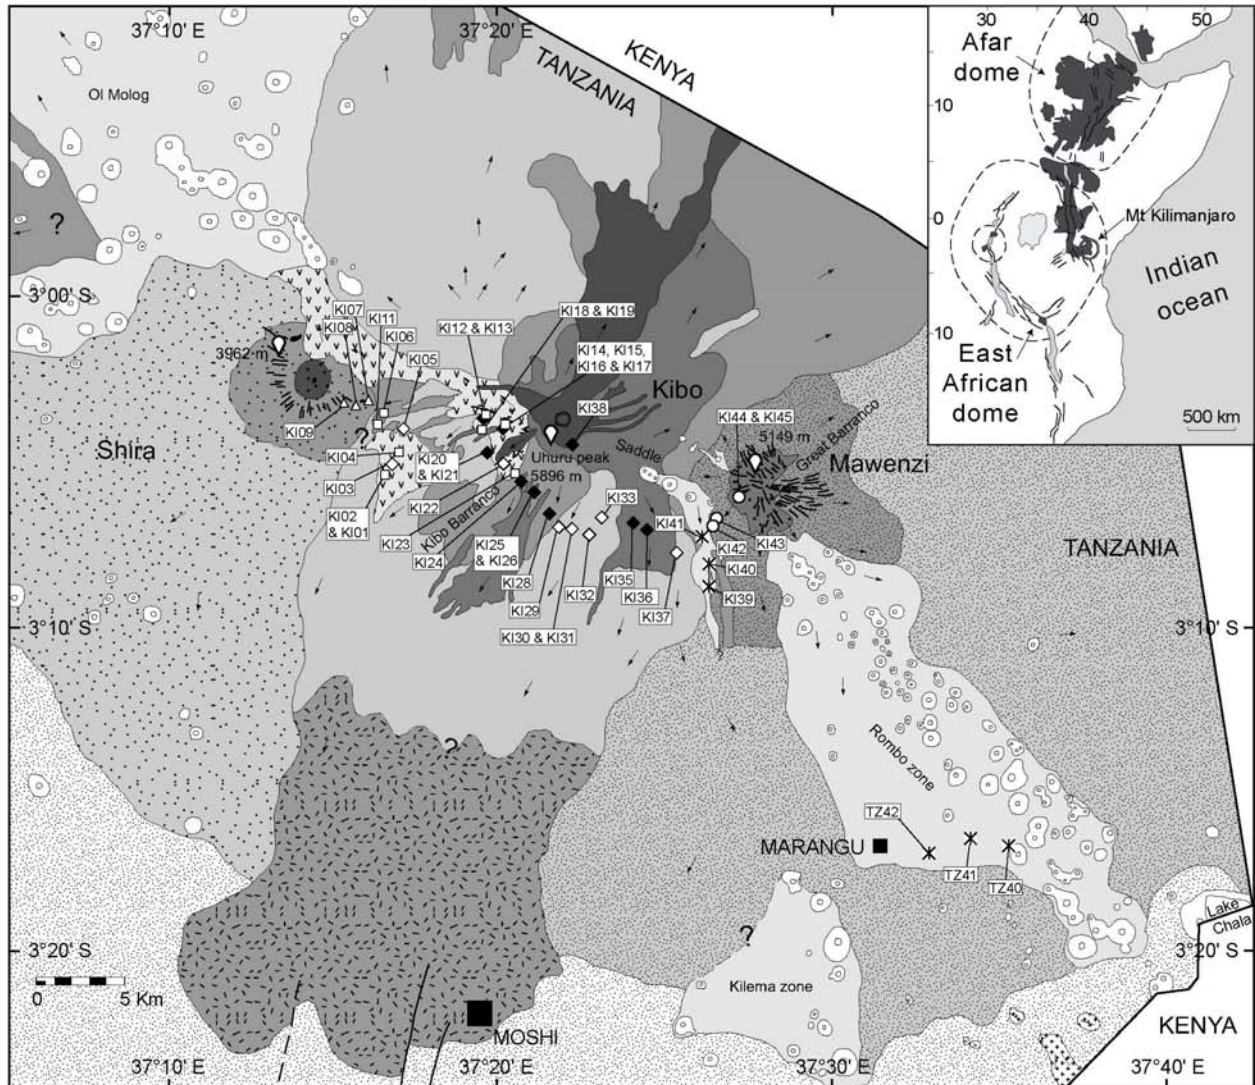 37°10' E
37°20' E
KENYA
TANZANIA
30
40
50
Afar
dome
10
0
Mt Kilimanjaro
Indian
ocean
10
East
African
dome
500 km
Ol Molog
?
3°00' S
KI07
KI08
KI11
KI06
KI05
KI12 & KI13
KI18 & KI19
KI14, KI15,
KI16 & KI17
3962 m
Kibo
KI38
KI44 & KI45
5149 m
Great Barranco
KI09
?
Shira
KI04
KI03
KI02
& KI01
KI20
& KI21
Uhuru peak
5896 m
Saddle
Mawenzi
KI22
KI23
KI24
Kibo Barranco
KI33
KI25
& KI26
KI28
KI29
KI30 & KI31
KI32
KI35
KI36
KI37
KI41
KI42
KI43
KI40
KI39
TANZANIA
3°10' S
3°10' S
?
?
Rombo zone
TZ42
MARANGU
TZ41
TZ40
Lake
Chala
3°20' S
3°20' S
?
0
5 Km
Kilema zone
MOSHI
KENYA
37°10' E
37°20' E
37°30' E
37°40' E